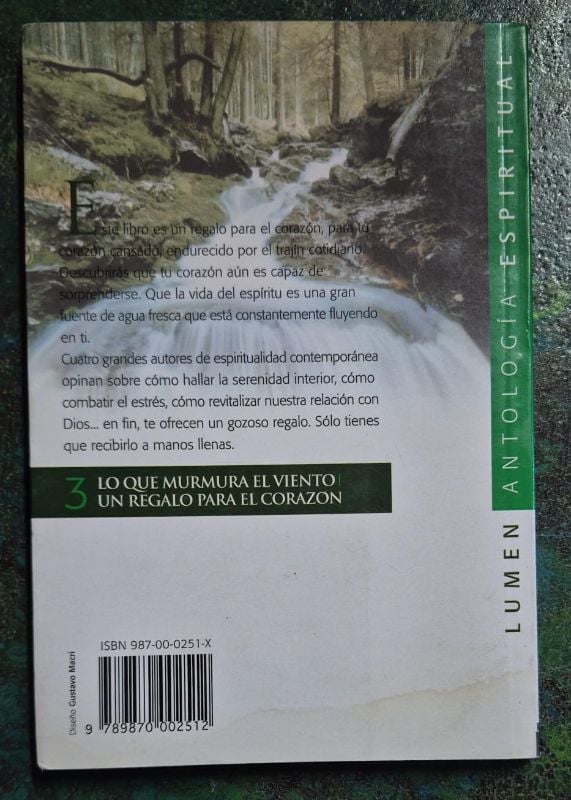 Este libro es un regalo para el corazón, para tu
corazón cansado, endurecido por el trajín cotidiano.
Descubrirás que tu corazón aún es capaz de
sorprenderse. Que la vida del espíritu es una gran
fuente de agua fresca que está constantemente fluyendo
en ti.
Cuatro grandes autores de espiritualidad contemporánea
opinan sobre cómo hallar la serenidad interior, cómo
combatir el estrés, cómo revitalizar nuestra relación con
Dios... en fin, te ofrecen un gozoso regalo. Sólo tienes
que recibirlo a manos llenas.
3 LO QUE MURMURA EL VIENTO |
UN REGALO PARA EL CORAZON
LUMEN ANTOLOGÍA ESPIRITUAL
Diseño Gustavo Macri
ISBN 987-00-0251-X
9 789870 002512